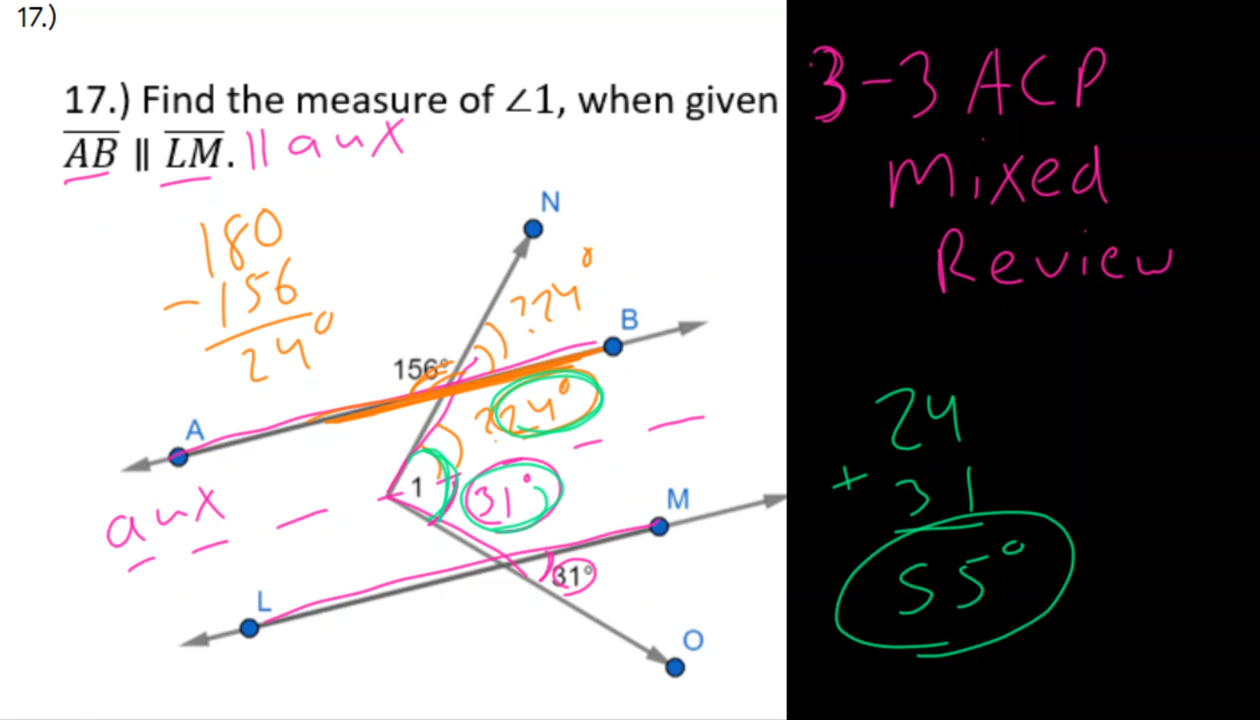 17.)
17.) Find the measure of ∠1, when given
AB ∥ LM. || aux
3-3 ACP
Mixed
Review
180
-156
24°
N
?24°
B
156°
A
?24°
1
31°
M
aux
31°
L
O
24
+ 31
55°